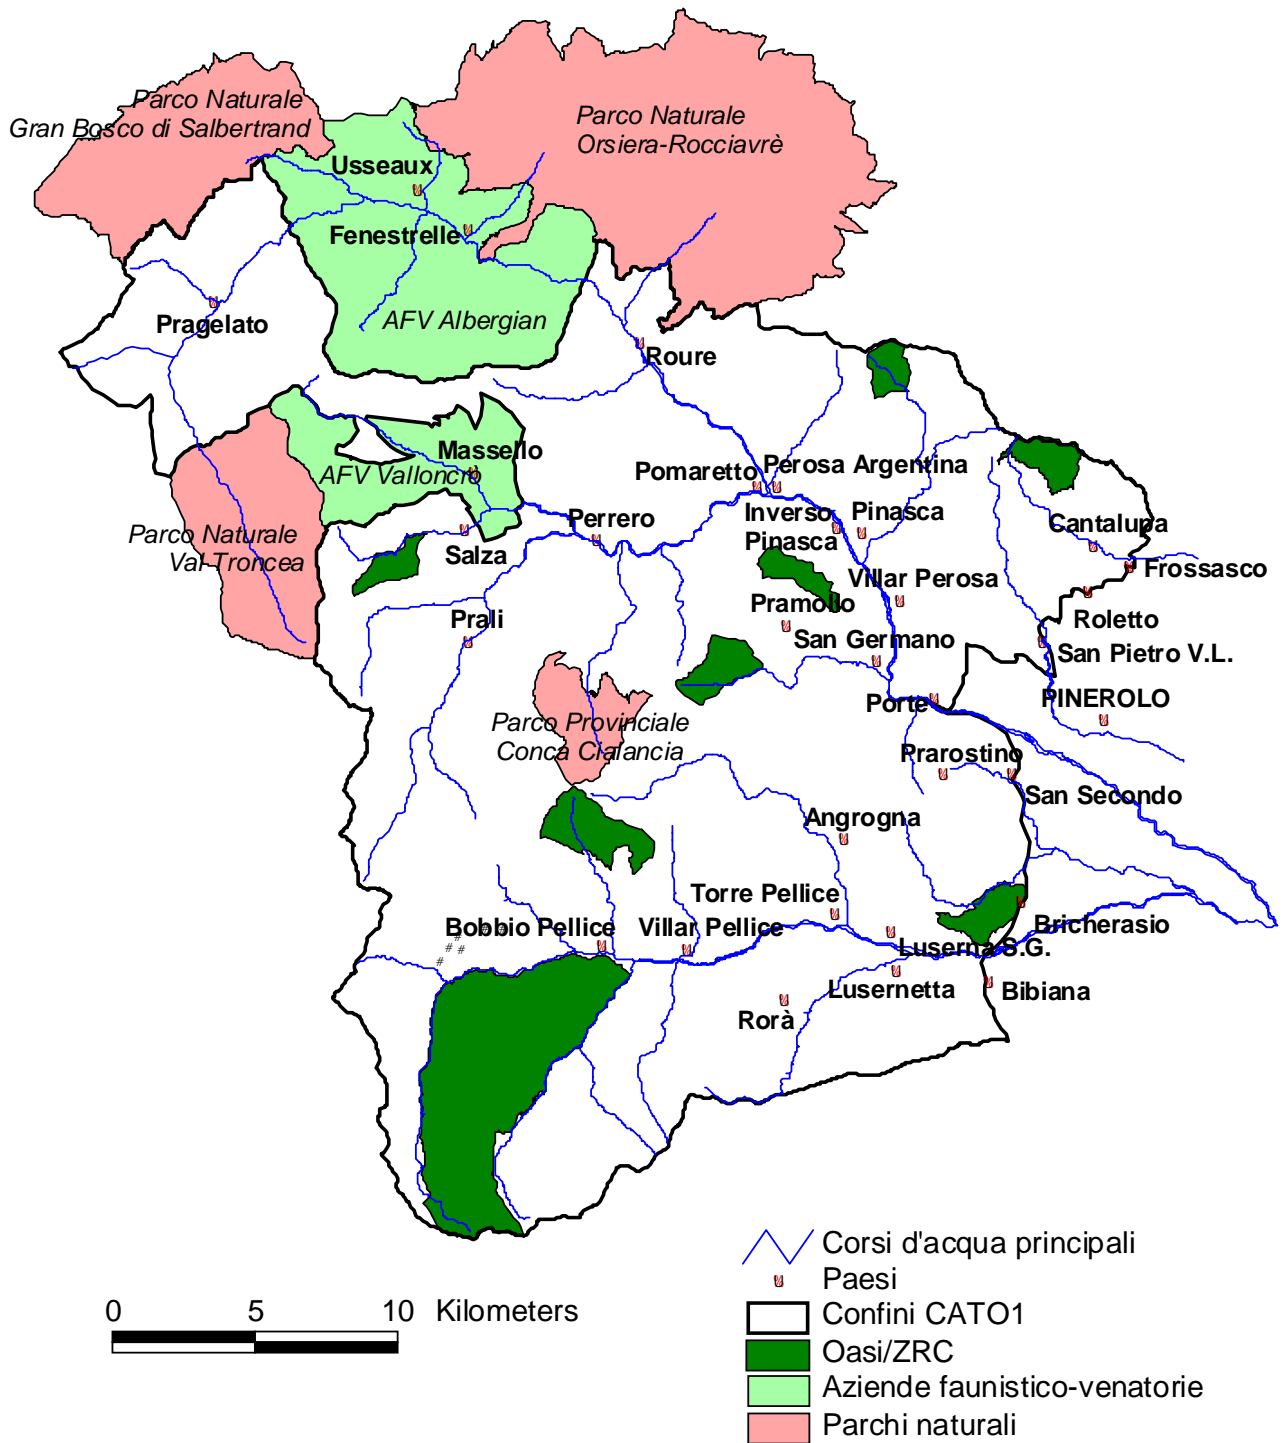 Parco Naturale
Gran Bosco di Salbertrand
Parco Naturale
Orsiera-Rocciavrè
Usseaux
Fenestrelle
AFV Albergian
Pragelato
Roure
Massello
AFV Valloncrò
Pomaretto
Perosa Argentina
Inverso
Pinasca
Pinasca
Perrero
Cantalupa
Parco Naturale
Val Troncea
Salza
Frossasco
Villar Perosa
Pramollo
Prali
Roletto
San Germano
San Pietro V.L.
Porte
PINEROLO
Parco Provinciale
Conca Cialancia
Prarostino
San Secondo
Angrogna
Torre Pellice
Bobbio Pellice
Villar Pellice
Bricherasio
Luserna S.G.
Lusernetta
Bibiana
Rorà
# # #
# #
#
Corsi d'acqua principali
Paesi
0 5 10 Kilometers
Confini CATO1
Oasi/ZRC
Aziende faunistico-venatorie
Parchi naturali